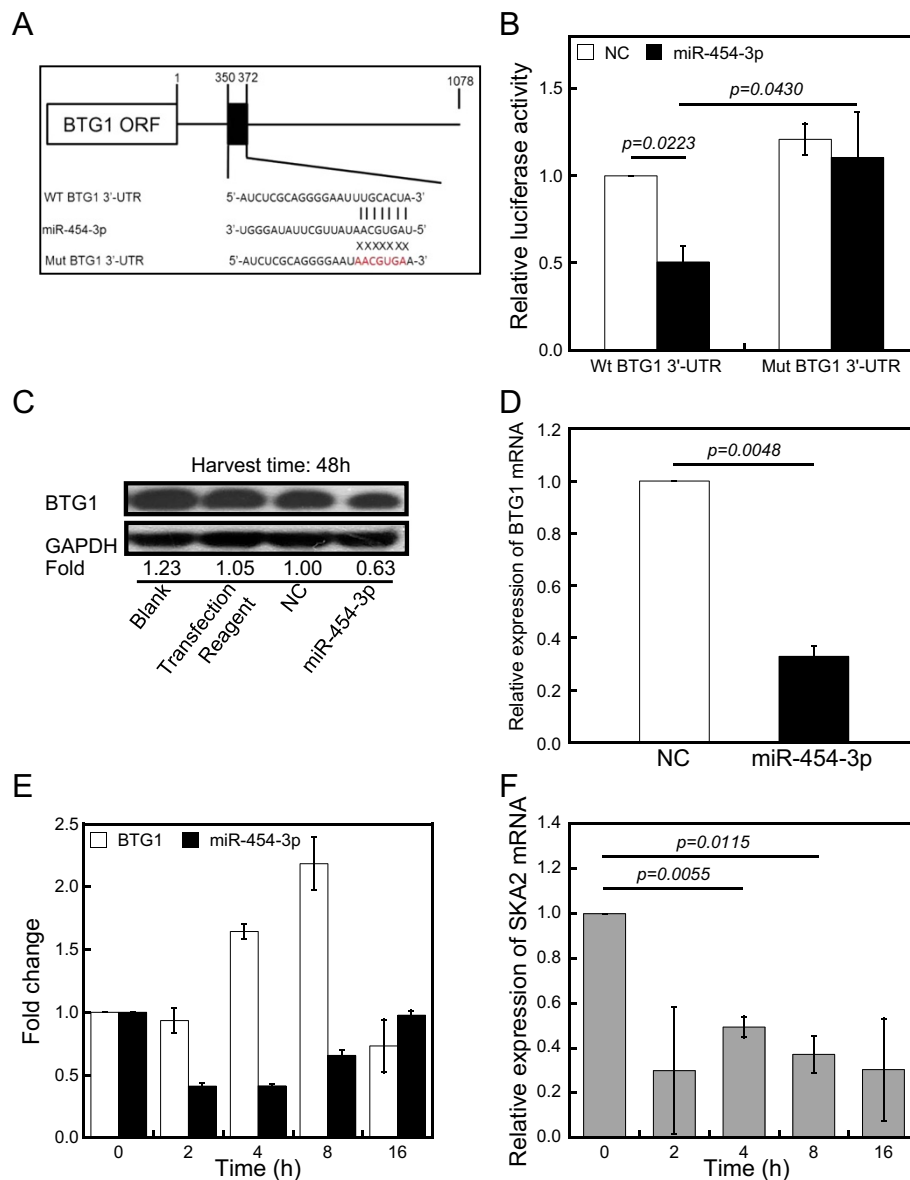 A
1 350 372 1078
BTG1 ORF
WT BTG1 3'-UTR 5'-AUCUCGCAGGGGAAUUUGCACUA-3'
miR-454-3p 3'-UGGGAUAUUCGUUAUAACGUGAU-5'
XXXXXXX
Mut BTG1 3'-UTR 5'-AUCUCGCAGGGGAAUAACGUGAA-3'
B
NC miR-454-3p
Relative luciferase activity
1.5
1.0
0.5
0.0
p=0.0430
p=0.0223
Wt BTG1 3'-UTR Mut BTG1 3'-UTR
C
Harvest time: 48h
BTG1
GAPDH
Fold 1.23 1.05 1.00 0.63
Blank
Transfection
Reagent
NC
miR-454-3p
D
Relative expression of BTG1 mRNA
1.2
1.0
0.8
0.6
0.4
0.2
0.0
p=0.0048
NC miR-454-3p
E
BTG1 miR-454-3p
Fold change
2.5
2.0
1.5
1.0
0.5
0.0
0 2 4 8 16
Time (h)
F
Relative expression of SKA2 mRNA
1.4
1.2
1.0
0.8
0.6
0.4
0.2
0.0
p=0.0115
p=0.0055
0 2 4 8 16
Time (h)